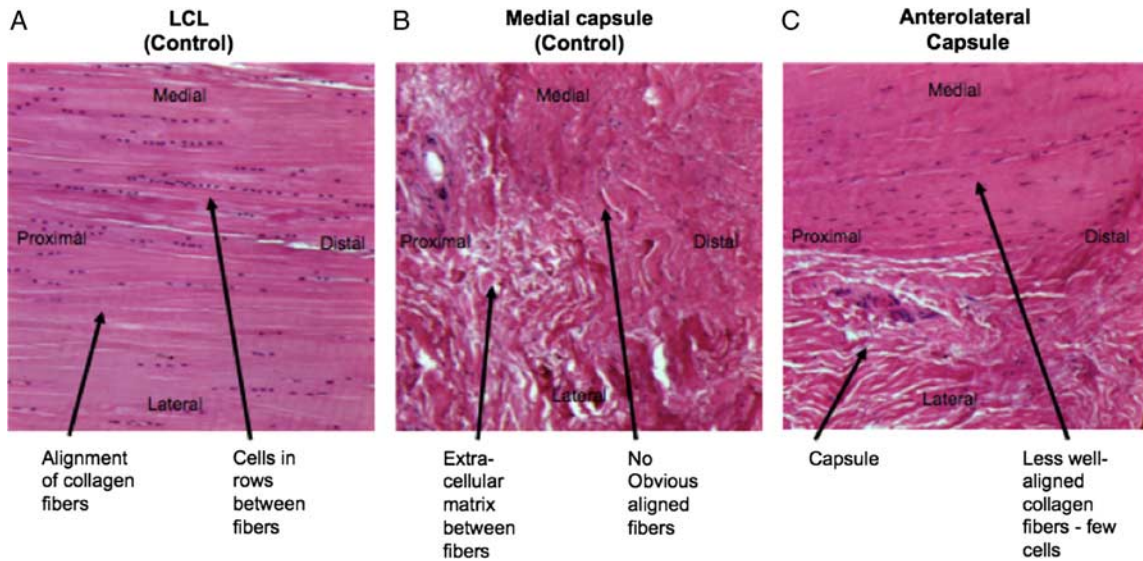 A
LCL
(Control)
B
Medial capsule
(Control)
C
Anterolateral
Capsule
Medial
Proximal
Distal
Lateral
Medial
Proximal
Distal
Lateral
Medial
Proximal
Distal
Lateral
Alignment
of collagen
fibers
Cells in
rows
between
fibers
Extra-
cellular
matrix
between
fibers
No
Obvious
aligned
fibers
Capsule
Less well-
aligned
collagen
fibers - few
cells